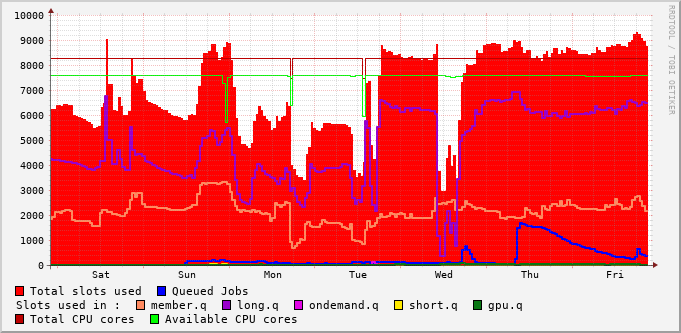 10000
9000
8000
7000
6000
5000
4000
3000
2000
1000
0
Sat Sun Mon Tue Wed Thu Fri
RRDTOOL / TOBI OETIKER
Total slots used Queued Jobs
Slots used in : member.q long.q ondemand.q short.q gpu.q
Total CPU cores Available CPU cores